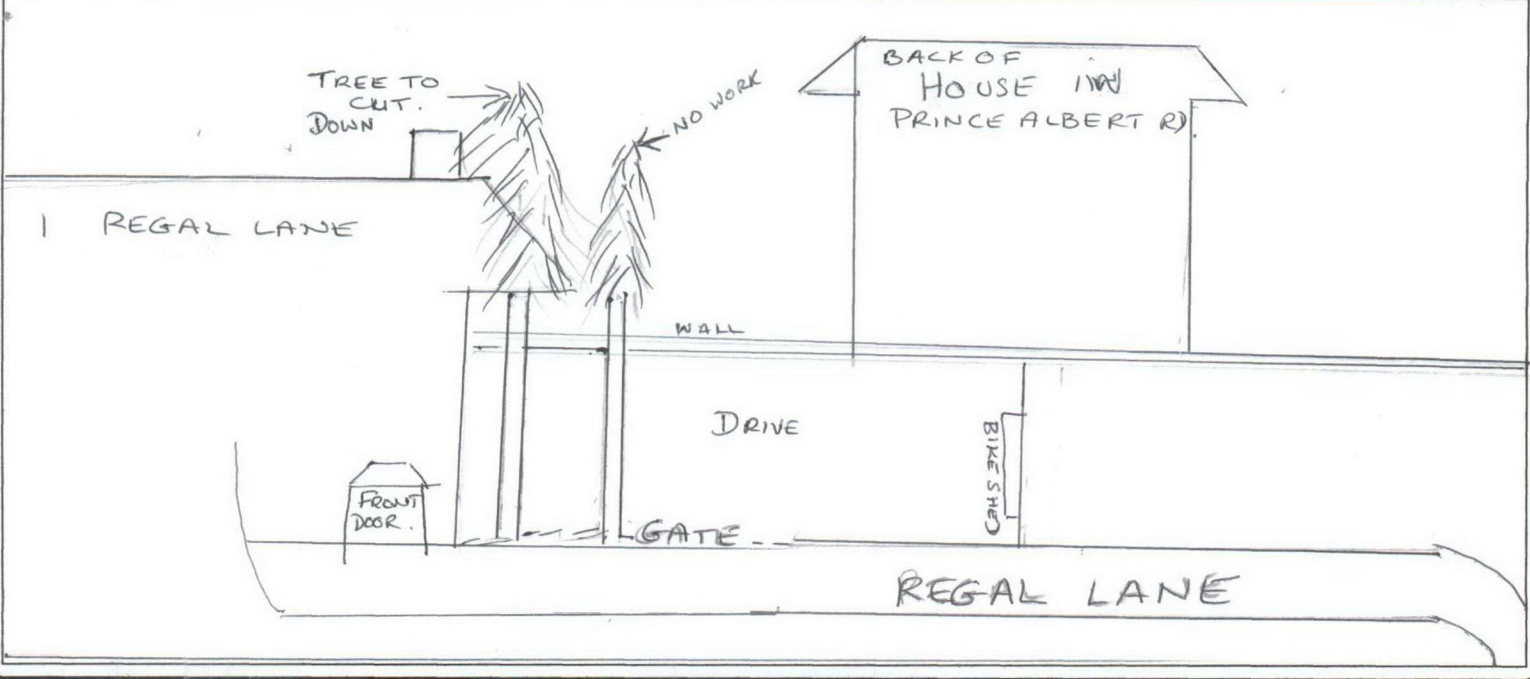 TREE TO
CUT.
DOWN
NO WORK
BACK OF
HOUSE IN
PRINCE ALBERT RD
1 REGAL LANE
WALL
DRIVE
BIKE SHED
FRONT
DOOR.
GATE
REGAL LANE